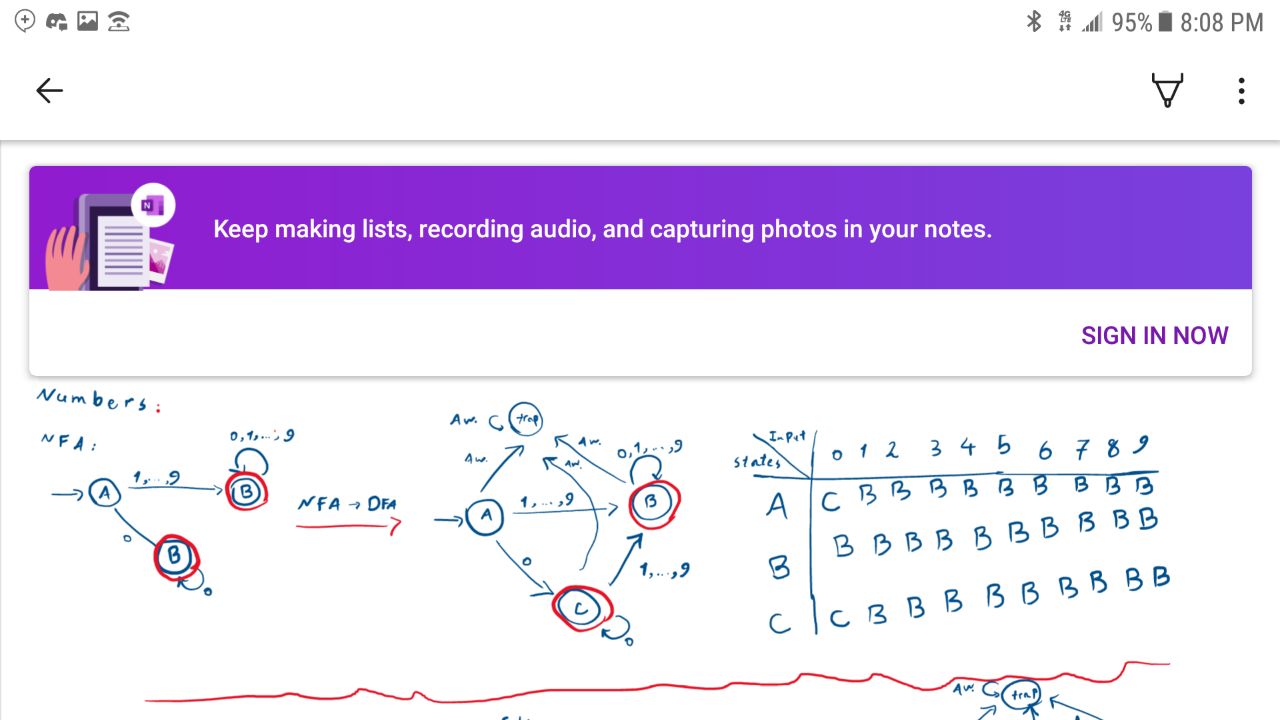 4G
95% 8:08 PM
N
Keep making lists, recording audio, and capturing photos in your notes.
SIGN IN NOW
Numbers:
NFA:
A
1,...,9
0,1,...,9
B
0
B
0
NFA → DFA
Aw.
trap
Aw.
Aw.
Aw.
0,1,...,9
A
1,...,9
B
0
1,...,9
C
0
Input
states
0 1 2 3 4 5 6 7 8 9
A C B B B B B B B B B
B B B B B B B B B B B
C C B B B B B B B B B
Aw.
trap